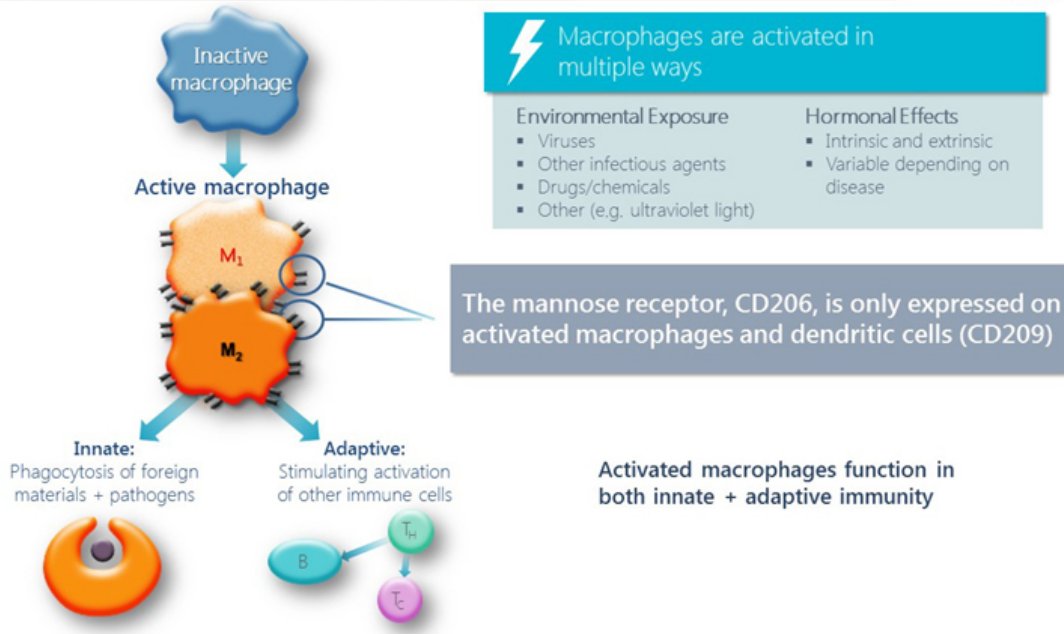 Inactive
macrophage
Active macrophage
M₁
M₂
Innate:
Phagocytosis of foreign
materials + pathogens
Adaptive:
Stimulating activation
of other immune cells
T_H
B
T_C
Macrophages are activated in
multiple ways
Environmental Exposure
▪ Viruses
▪ Other infectious agents
▪ Drugs/chemicals
▪ Other (e.g. ultraviolet light)
Hormonal Effects
▪ Intrinsic and extrinsic
▪ Variable depending on
disease
The mannose receptor, CD206, is only expressed on
activated macrophages and dendritic cells (CD209)
Activated macrophages function in
both innate + adaptive immunity